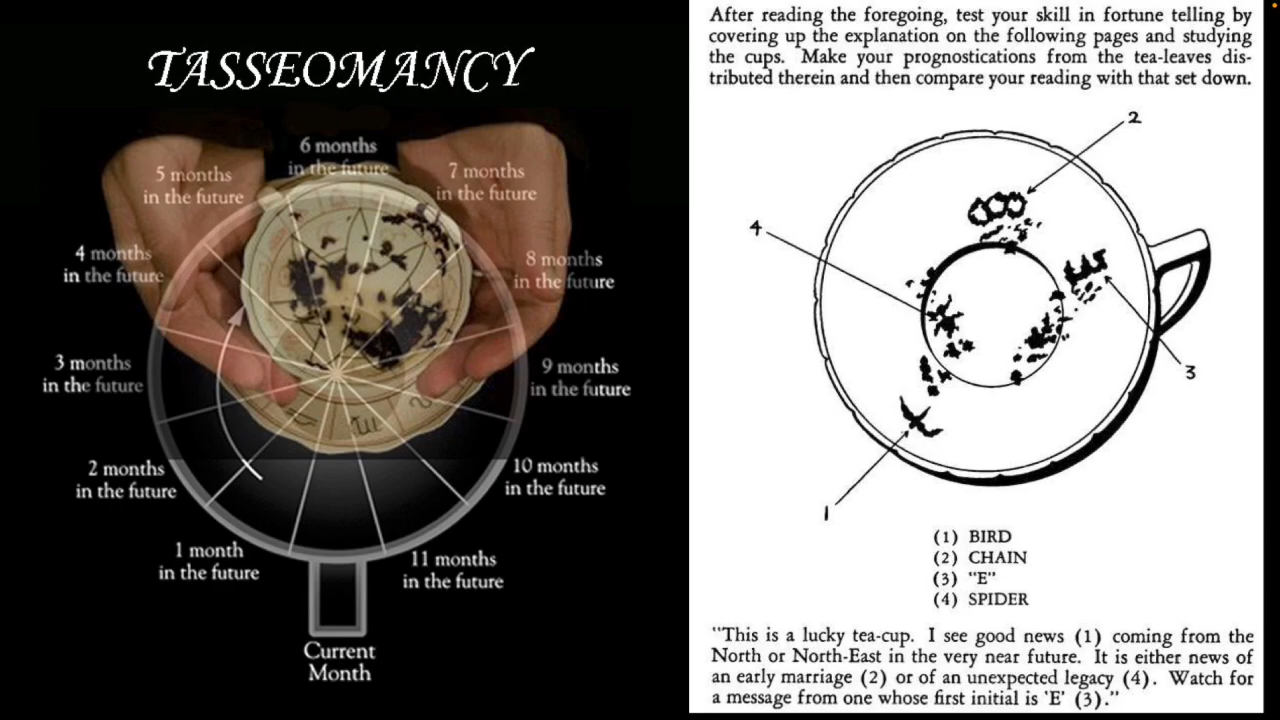 TASSEOMANCY
6 months
in the future
5 months
in the future
7 months
in the future
4 months
in the future
8 months
in the future
3 months
in the future
9 months
in the future
2 months
in the future
10 months
in the future
1 month
in the future
11 months
in the future
Current
Month
After reading the foregoing, test your skill in fortune telling by
covering up the explanation on the following pages and studying
the cups. Make your prognostications from the tea-leaves dis-
tributed therein and then compare your reading with that set down.
2
4
3
1
(1) BIRD
(2) CHAIN
(3) "E"
(4) SPIDER
"This is a lucky tea-cup. I see good news (1) coming from the
North or North-East in the very near future. It is either news of
an early marriage (2) or of an unexpected legacy (4). Watch for
a message from one whose first initial is 'E' (3)."